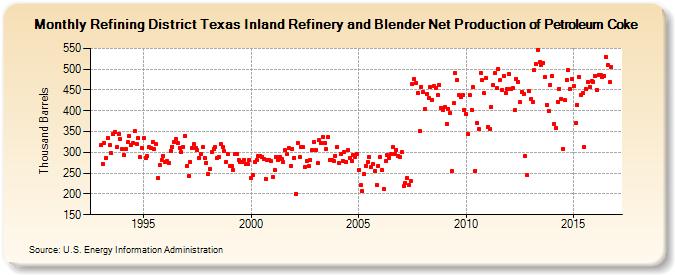 Monthly Refining District Texas Inland Refinery and Blender Net Production of Petroleum Coke
Thousand Barrels
550
500
450
400
350
300
250
200
150
1995 2000 2005 2010 2015
Source: U.S. Energy Information Administration